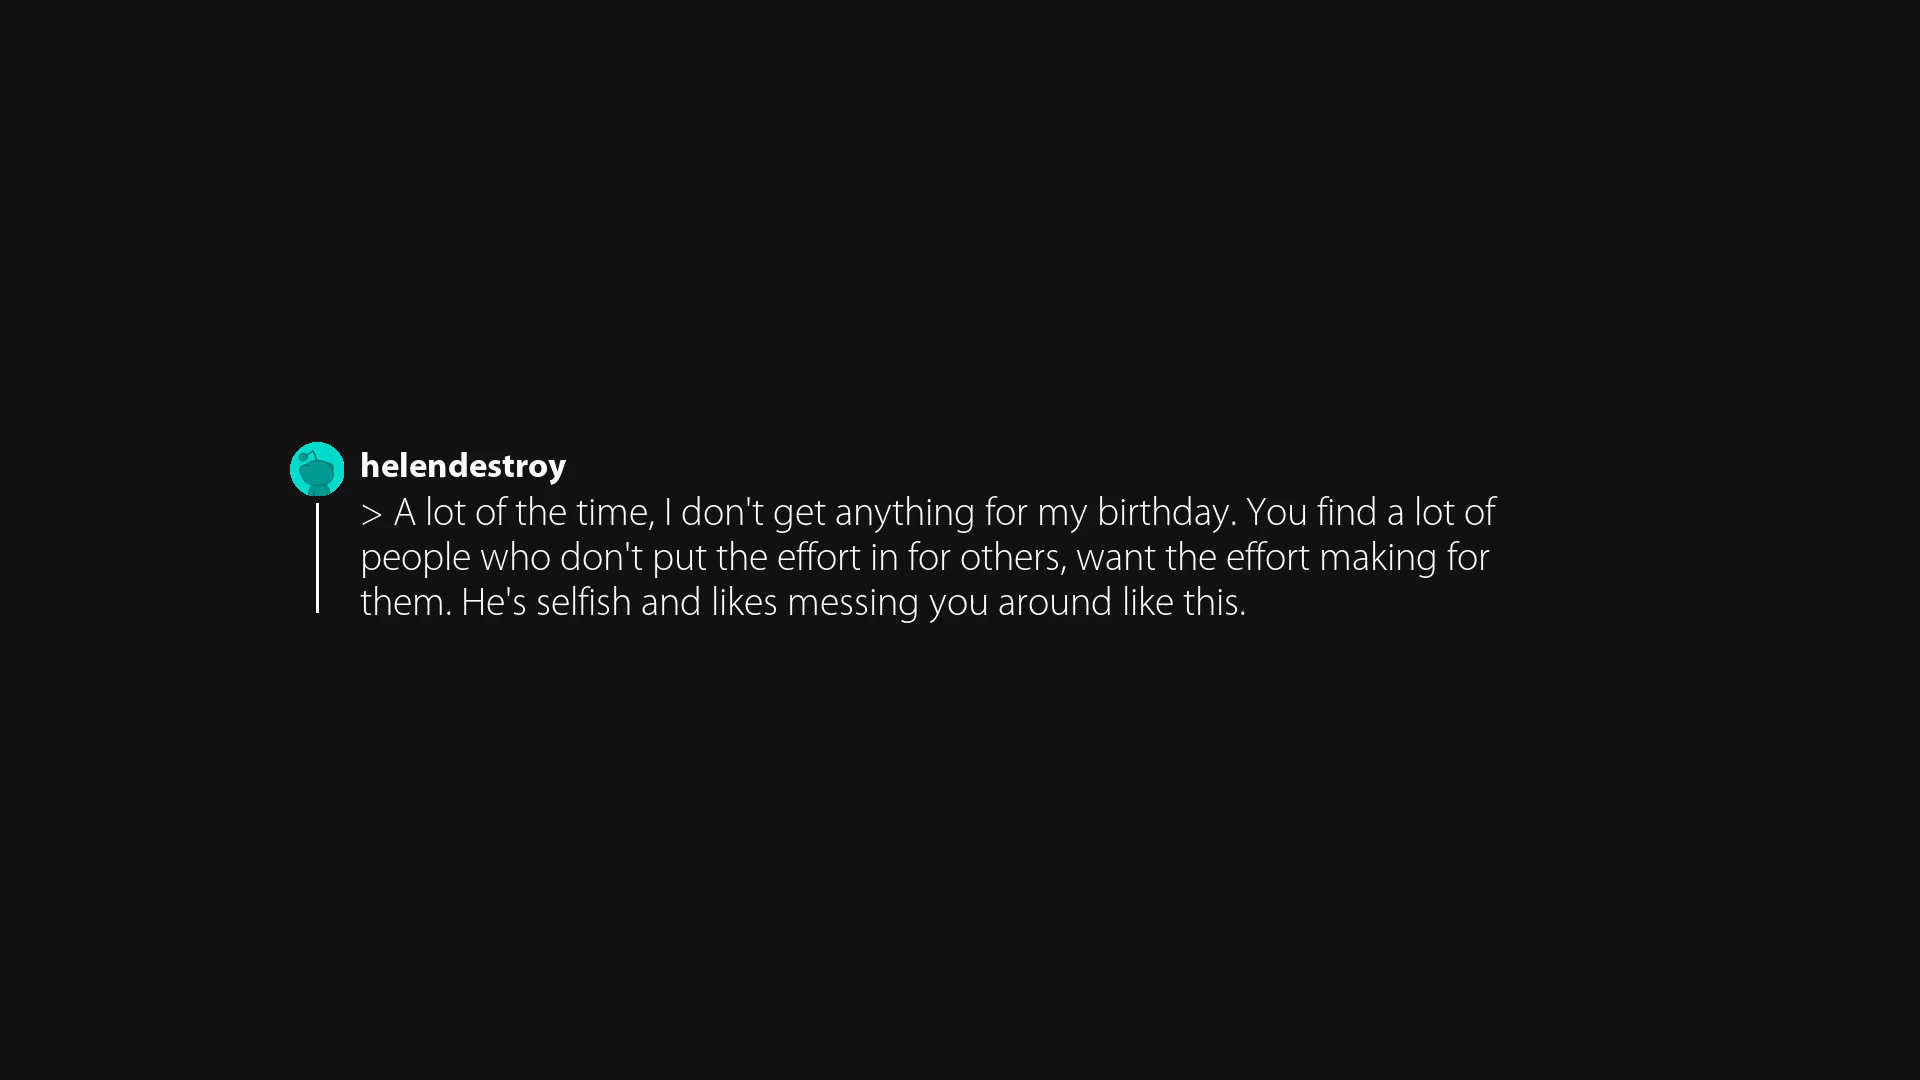 helendestroy
> A lot of the time, I don't get anything for my birthday. You find a lot of
people who don't put the effort in for others, want the effort making for
them. He's selfish and likes messing you around like this.